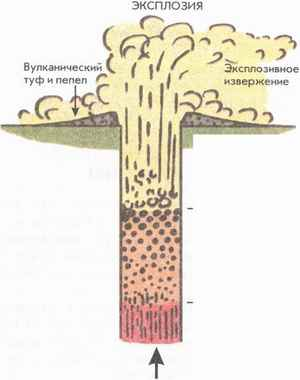 ЭКСПЛОЗИЯ
Вулканический
туф и пепел
Эксплозивное
извержение